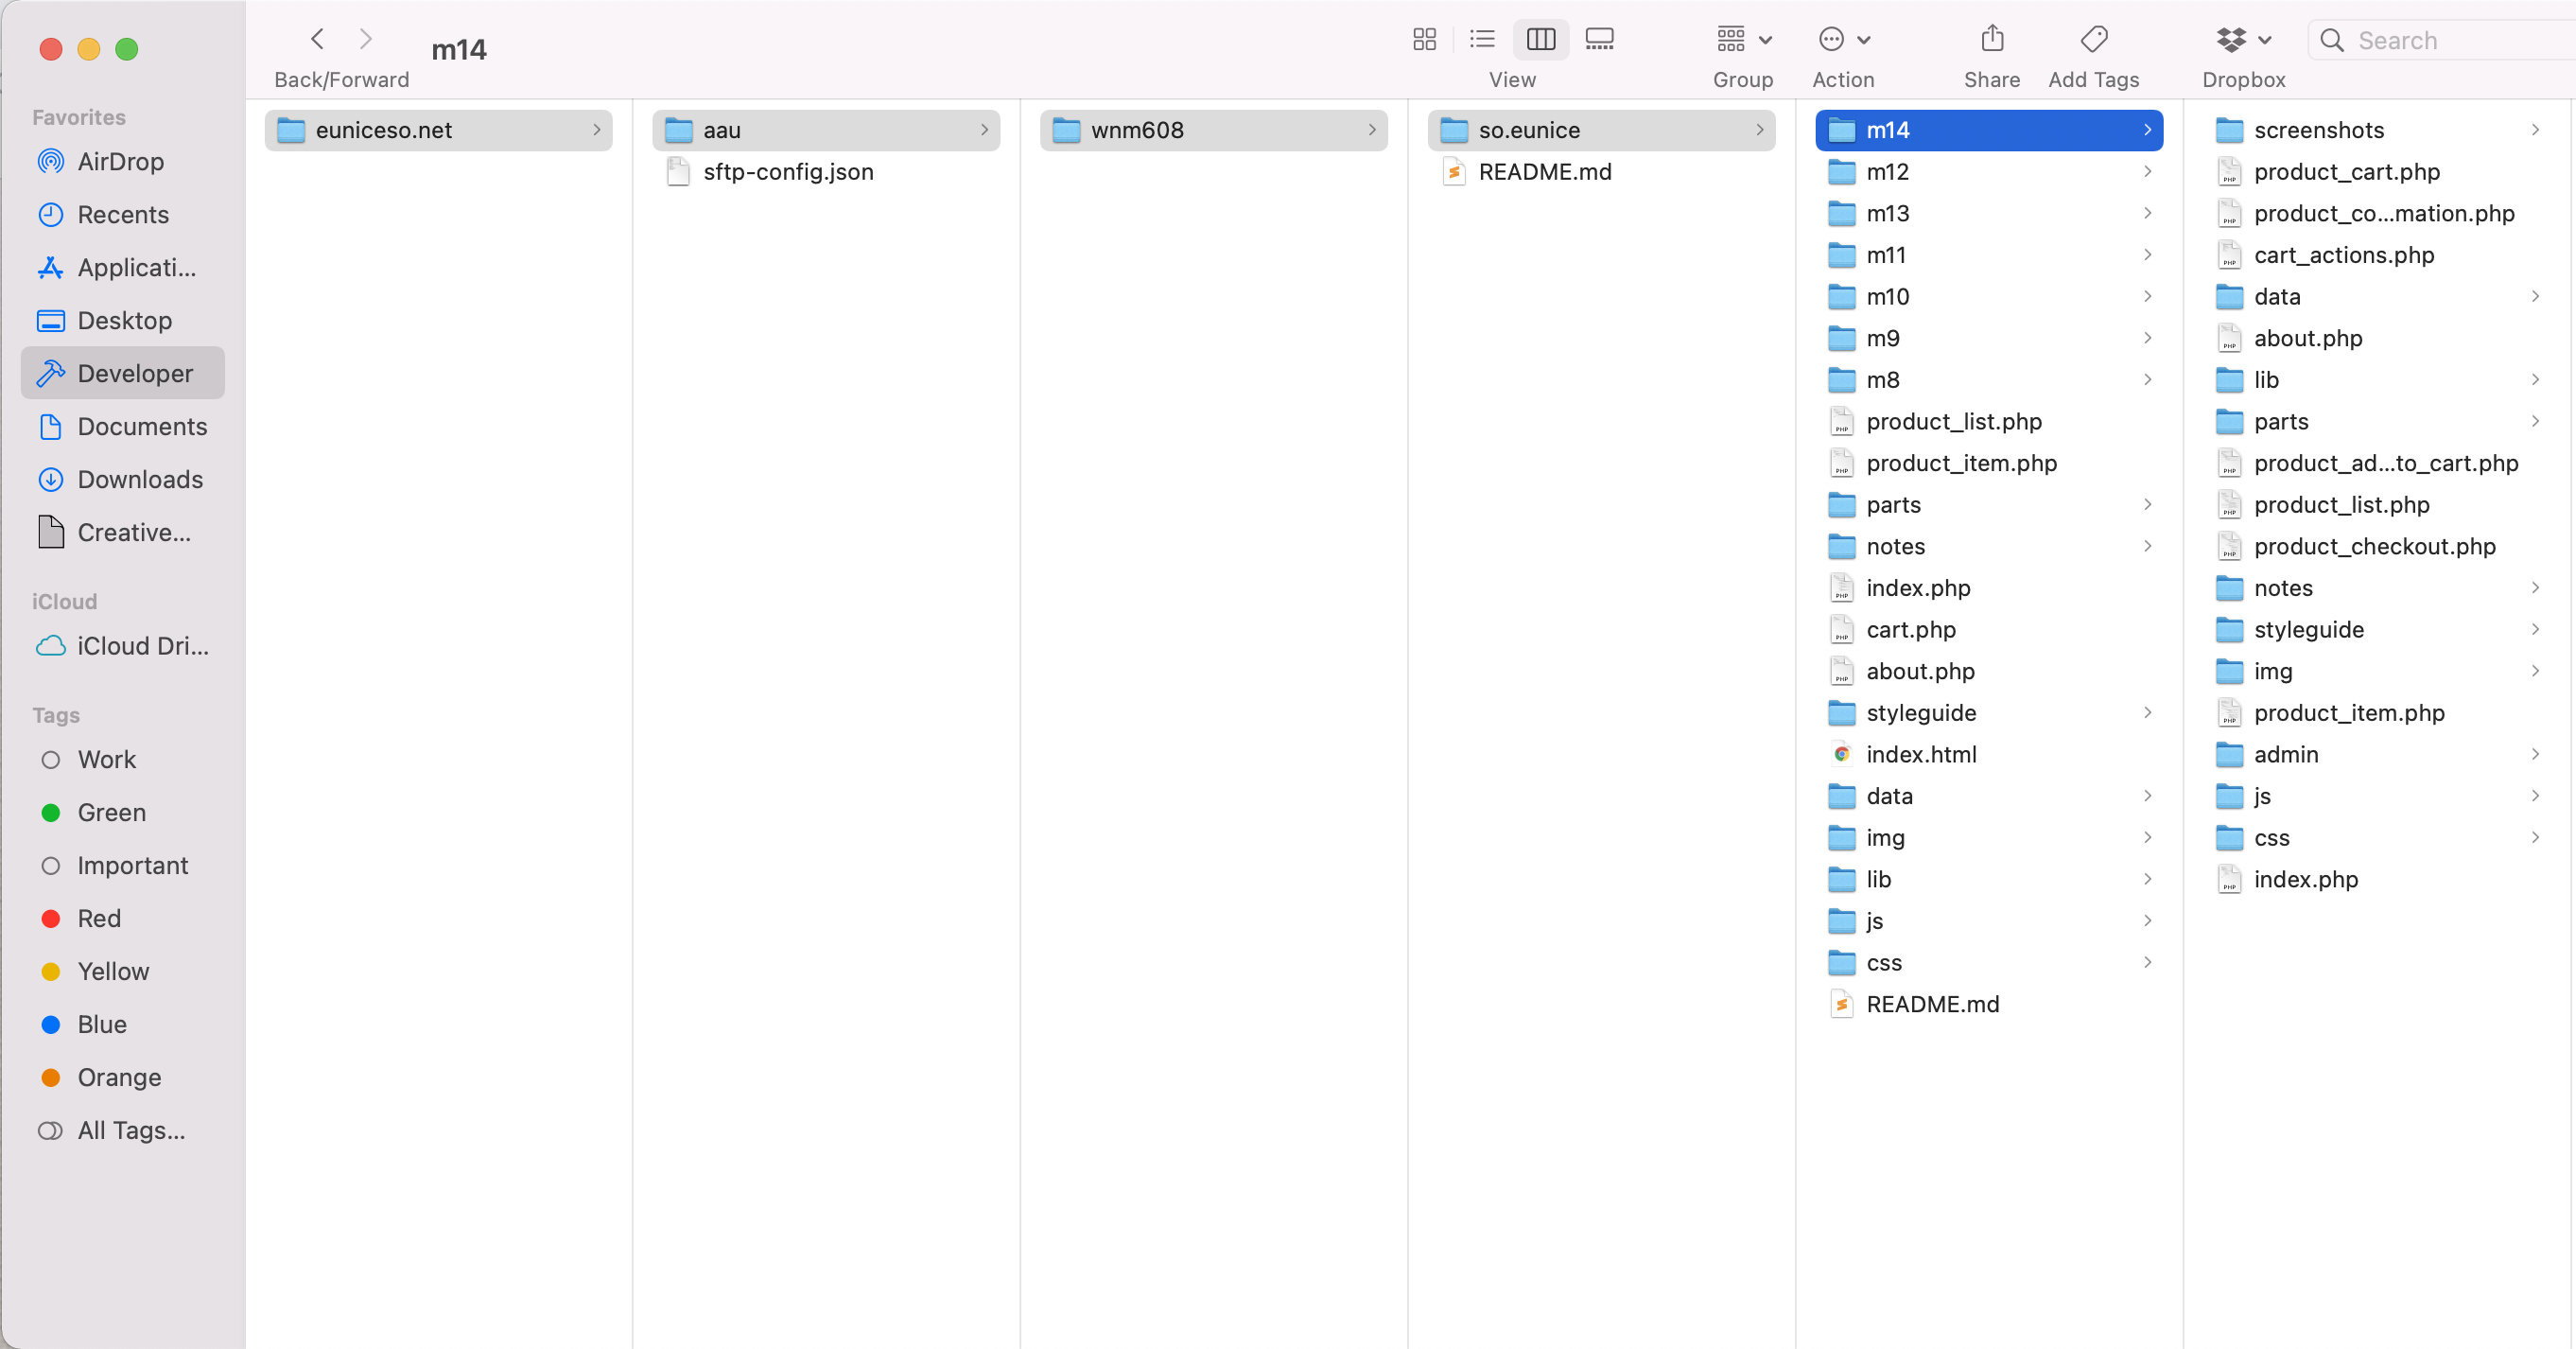 m14
Back/Forward
View
Group
Action
Share
Add Tags
Dropbox
Search
Favorites
AirDrop
Recents
Applicati...
Desktop
Developer
Documents
Downloads
Creative...
iCloud
iCloud Dri...
Tags
Work
Green
Important
Red
Yellow
Blue
Orange
All Tags...
euniceso.net
aau
sftp-config.json
wnm608
so.eunice
README.md
m14
m12
m13
m11
m10
m9
m8
product_list.php
product_item.php
parts
notes
index.php
cart.php
about.php
styleguide
index.html
data
img
lib
js
css
README.md
screenshots
product_cart.php
product_co...mation.php
cart_actions.php
data
about.php
lib
parts
product_ad...to_cart.php
product_list.php
product_checkout.php
notes
styleguide
img
product_item.php
admin
js
css
index.php